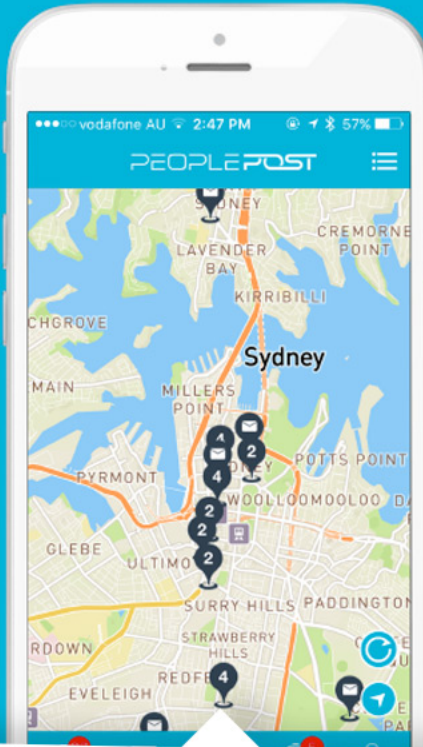 vodafone AU 2:47 PM 57%
PEOPLEPOST
SYDNEY
CREMORNE
POINT
LAVENDER
BAY
KIRRIBILLI
CHGROVE
Sydney
MAIN
MILLERS
POINT
4
2
POTTS POINT
PYRMONT
4
WOOLLOOMOOLOO
2
2
GLEBE
ULTIMO
2
SURRY HILLS
PADDINGTON
STRAWBERRY
HILLS
RDOWN
REDFE
4
EVELEIGH